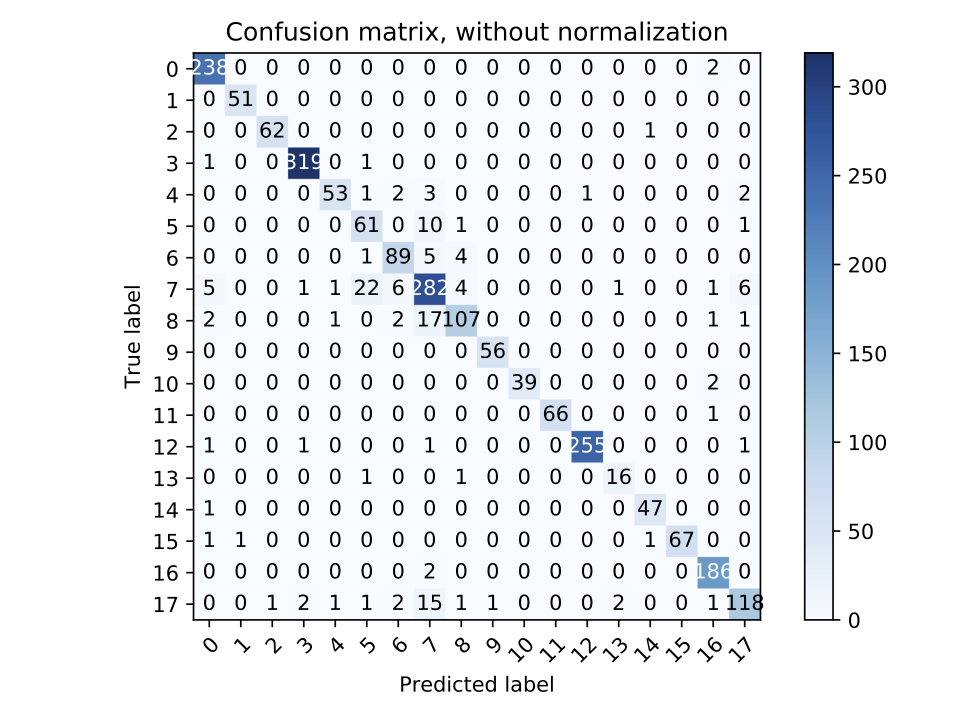 Confusion matrix, without normalization
0 238 0 0 0 0 0 0 0 0 0 0 0 0 0 0 0 2 0
1 0 51 0 0 0 0 0 0 0 0 0 0 0 0 0 0 0 0
2 0 0 62 0 0 0 0 0 0 0 0 0 0 0 1 0 0 0
3 1 0 0 319 0 1 0 0 0 0 0 0 0 0 0 0 0 0
4 0 0 0 0 53 1 2 3 0 0 0 0 1 0 0 0 0 2
5 0 0 0 0 0 61 0 10 1 0 0 0 0 0 0 0 0 1
6 0 0 0 0 0 1 89 5 4 0 0 0 0 0 0 0 0 0
7 5 0 0 1 1 22 6 282 4 0 0 0 0 1 0 0 1 6
8 2 0 0 0 1 0 2 17 107 0 0 0 0 0 0 0 1 1
9 0 0 0 0 0 0 0 0 0 56 0 0 0 0 0 0 0 0
10 0 0 0 0 0 0 0 0 0 0 39 0 0 0 0 0 2 0
11 0 0 0 0 0 0 0 0 0 0 0 66 0 0 0 0 1 0
12 1 0 0 1 0 0 0 1 0 0 0 0 255 0 0 0 0 1
13 0 0 0 0 0 1 0 0 1 0 0 0 0 16 0 0 0 0
14 1 0 0 0 0 0 0 0 0 0 0 0 0 0 47 0 0 0
15 1 1 0 0 0 0 0 0 0 0 0 0 0 0 1 67 0 0
16 0 0 0 0 0 0 0 2 0 0 0 0 0 0 0 0 186 0
17 0 0 1 2 1 1 2 15 1 1 0 0 0 2 0 0 1 118
0 1 2 3 4 5 6 7 8 9 10 11 12 13 14 15 16 17
Predicted label
True label
300
250
200
150
100
50
0